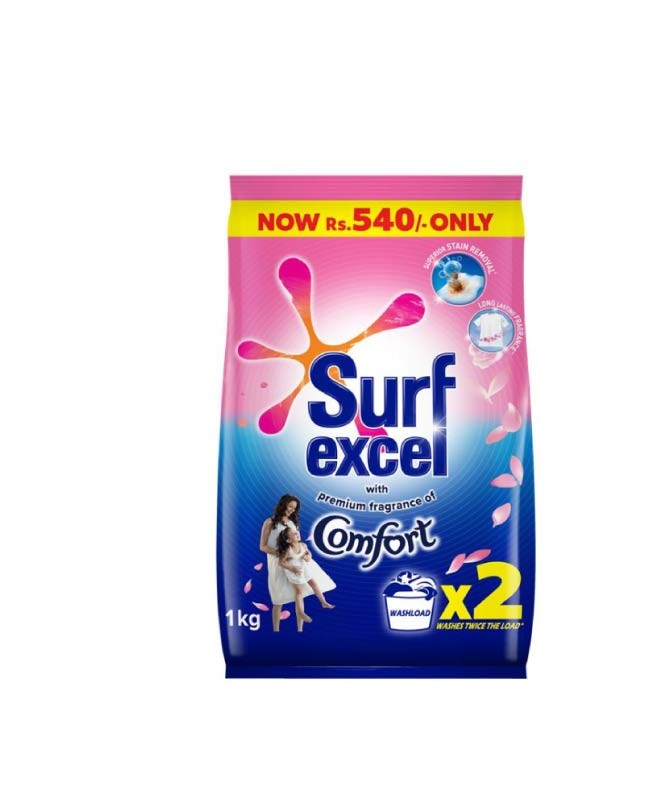 NOW Rs.540/- ONLY
SUPERIOR STAIN REMOVAL*
LONG LASTING FRAGRANCE
Surf
excel
with
premium fragrance of
Comfort
WASHLOAD
x2
WASHES TWICE THE LOAD*
1kg